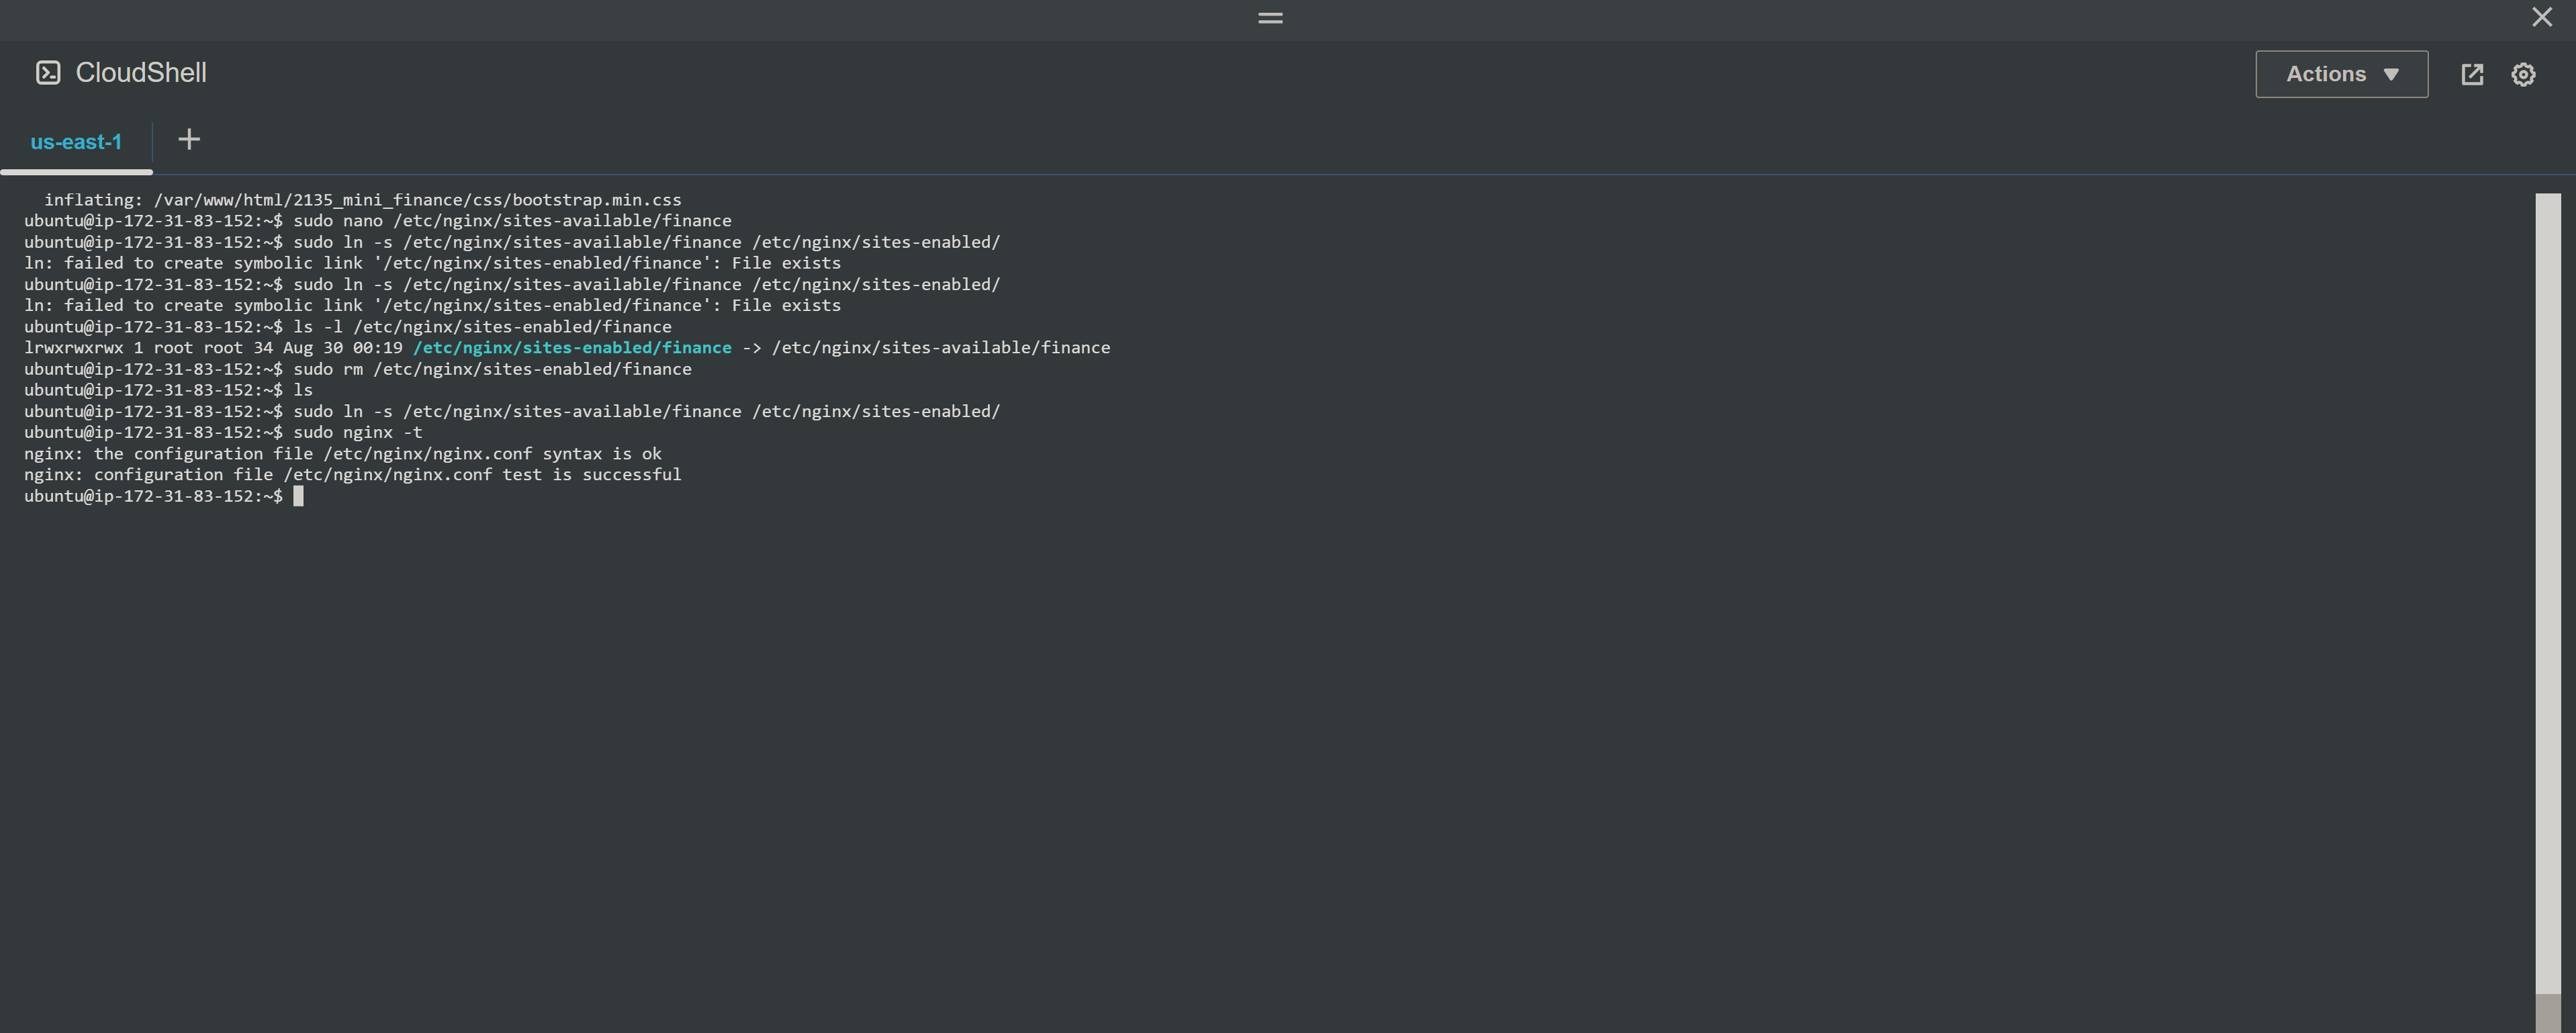 CloudShell
Actions ▼
us-east-1
inflating: /var/www/html/2135_mini_finance/css/bootstrap.min.css
ubuntu@ip-172-31-83-152:~$ sudo nano /etc/nginx/sites-available/finance
ubuntu@ip-172-31-83-152:~$ sudo ln -s /etc/nginx/sites-available/finance /etc/nginx/sites-enabled/
ln: failed to create symbolic link '/etc/nginx/sites-enabled/finance': File exists
ubuntu@ip-172-31-83-152:~$ sudo ln -s /etc/nginx/sites-available/finance /etc/nginx/sites-enabled/
ln: failed to create symbolic link '/etc/nginx/sites-enabled/finance': File exists
ubuntu@ip-172-31-83-152:~$ ls -l /etc/nginx/sites-enabled/finance
lrwxrwxrwx 1 root root 34 Aug 30 00:19 /etc/nginx/sites-enabled/finance -> /etc/nginx/sites-available/finance
ubuntu@ip-172-31-83-152:~$ sudo rm /etc/nginx/sites-enabled/finance
ubuntu@ip-172-31-83-152:~$ ls
ubuntu@ip-172-31-83-152:~$ sudo ln -s /etc/nginx/sites-available/finance /etc/nginx/sites-enabled/
ubuntu@ip-172-31-83-152:~$ sudo nginx -t
nginx: the configuration file /etc/nginx/nginx.conf syntax is ok
nginx: configuration file /etc/nginx/nginx.conf test is successful
ubuntu@ip-172-31-83-152:~$